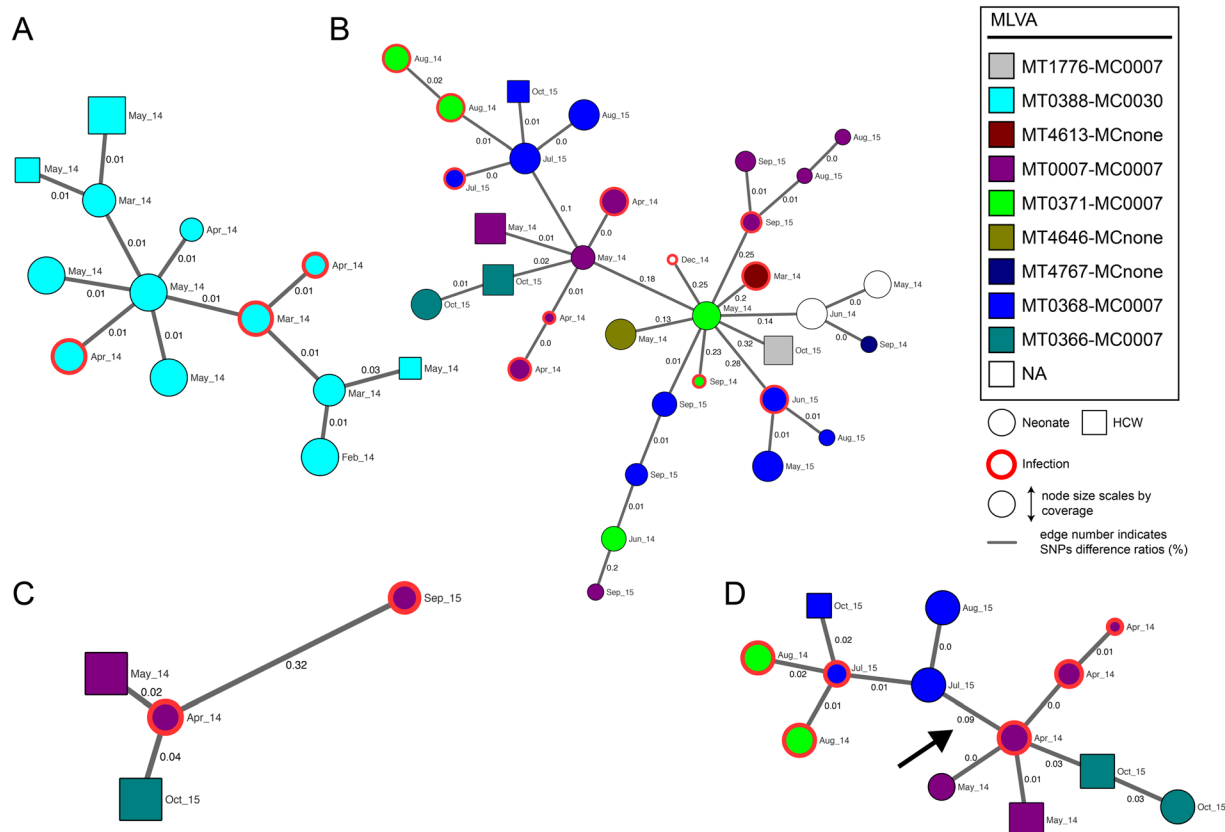 A
May_14
0.01
May_14
0.01
Mar_14
0.01
Apr_14
0.01
May_14
0.01
May_14
0.01
Apr_14
0.01
Mar_14
0.01
Apr_14
0.01
May_14
0.01
0.03
May_14
Mar_14
0.01
Feb_14
B
Aug_14
0.02
Aug_14
0.01
Oct_15
0.01
Aug_15
0.0
Jul_15
0.0
Jul_15
0.1
Apr_14
0.0
May_14
0.01
May_14
0.02
Oct_15
0.01
Oct_15
0.01
Apr_14
0.0
Apr_14
0.18
Dec_14
0.25
Mar_14
0.2
May_14
Sep_15
0.01
Aug_15
0.0
Aug_15
0.01
Sep_15
0.25
May_14
0.0
Jun_14
0.14
0.0
Sep_14
0.13
May_14
0.32
Oct_15
0.23
Sep_14
0.28
Jun_15
0.01
Aug_15
0.01
May_15
0.01
Sep_15
0.01
Sep_15
0.01
Jun_14
0.2
Sep_15
MLVA
MT1776-MC0007
MT0388-MC0030
MT4613-MCnone
MT0007-MC0007
MT0371-MC0007
MT4646-MCnone
MT4767-MCnone
MT0368-MC0007
MT0366-MC0007
NA
Neonate
HCW
Infection
node size scales by
coverage
edge number indicates
SNPs difference ratios (%)
C
Sep_15
0.32
May_14
0.02
Apr_14
0.04
Oct_15
D
Oct_15
0.02
Aug_14
0.02
Jul_15
0.01
Aug_14
0.01
Aug_15
0.0
Jul_15
0.09
Apr_14
0.01
Apr_14
0.0
Apr_14
0.0
May_14
0.01
May_14
0.03
Oct_15
0.03
Oct_15